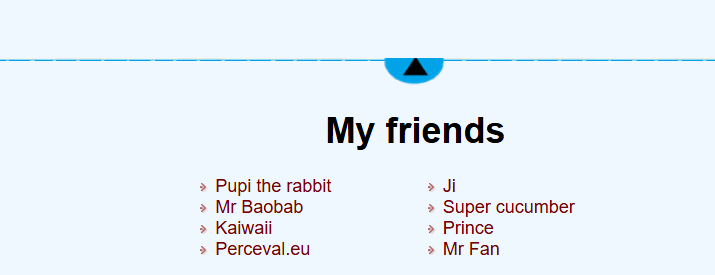 My friends
Pupi the rabbit
Mr Baobab
Kaiwaii
Perceval.eu
Ji
Super cucumber
Prince
Mr Fan